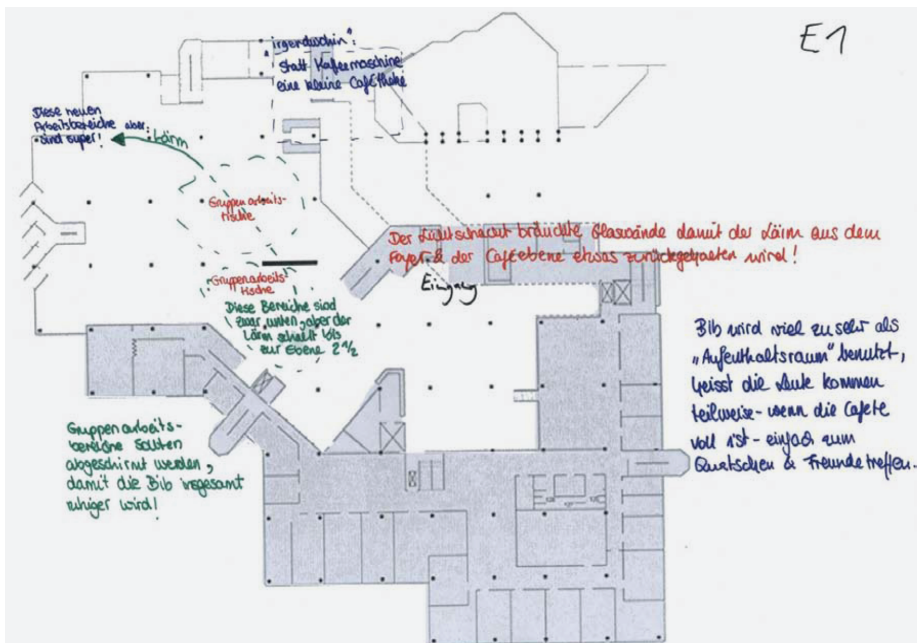 E1
"irgendwohin":
statt Kaffeemaschine
eine kleine Cafetheke
Diese neuen
Arbeitsbereiche aber
sind super!
Lärm
Gruppenarbeits-
tische
Der Lichtschacht bräuchte Glaswände damit der Lärm aus dem
Foyer & der Cafeebene etwas zurückgehalten wird!
Eingang
Gruppenarbeits
tische
Diese Bereiche sind
zwar "unten", aber der
Lärm schallt bis
zur Ebene 2 1/2
Bib wird viel zu sehr als
"Aufenthaltsraum" benutzt,
heisst die Leute kommen
teilweise - wenn die Cafete
voll ist - einfach zum
Quatschen & Freunde treffen.
Gruppenarbeits-
bereiche sollten
abgeschirmt werden,
damit die Bib insgesamt
ruhiger wird!